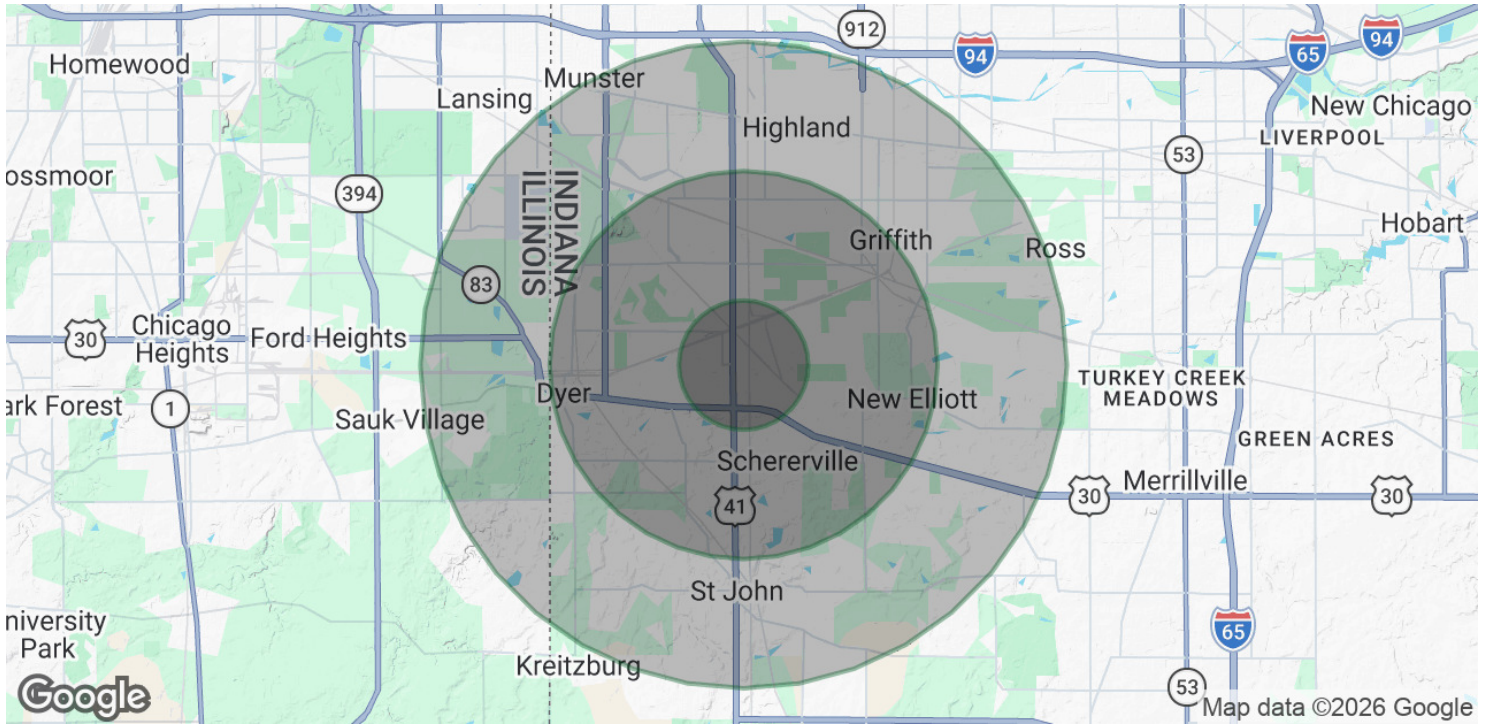 912
94
65
94
Homewood
Munster
Lansing
New Chicago
Highland
LIVERPOOL
53
ossmoor
394
INDIANA
ILLINOIS
Hobart
Griffith
Ross
83
30
Chicago
Heights
Ford Heights
Dyer
New Elliott
TURKEY CREEK
MEADOWS
ark Forest
1
Sauk Village
GREEN ACRES
Schererville
Merrillville
41
30
30
St John
niversity
Park
65
Kreitzburg
53
Google
Map data ©2026 Google